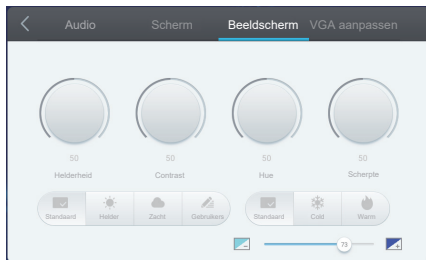 Audio Scherm Beeldscherm VGA aanpassen
50 50 50 50
Helderheid Contrast Hue Scherpte
Standaard Helder Zacht Gebruikers Standaard Cold Warm
73